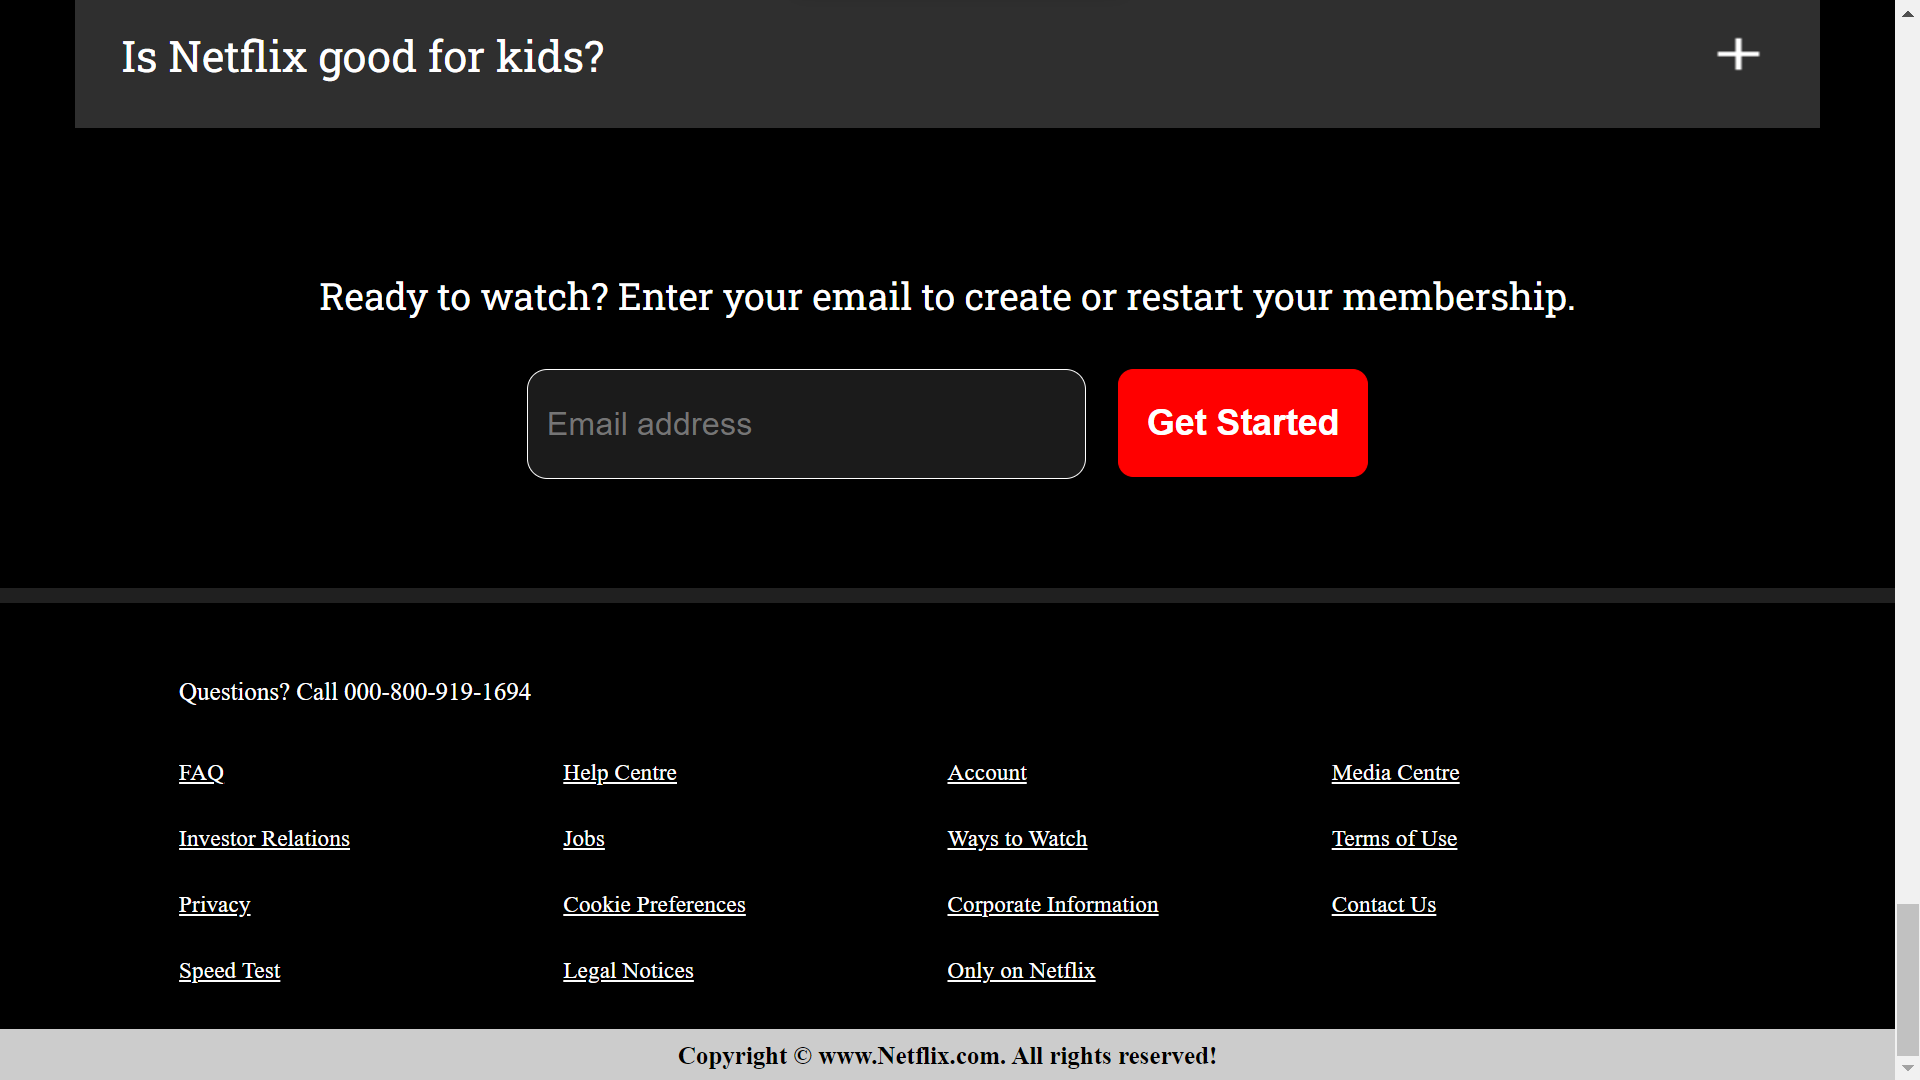 Is Netflix good for kids?
Ready to watch? Enter your email to create or restart your membership.
Email address
Get Started
Questions? Call 000-800-919-1694
FAQ
Help Centre
Account
Media Centre
Investor Relations
Jobs
Ways to Watch
Terms of Use
Privacy
Cookie Preferences
Corporate Information
Contact Us
Speed Test
Legal Notices
Only on Netflix
Copyright © www.Netflix.com. All rights reserved!